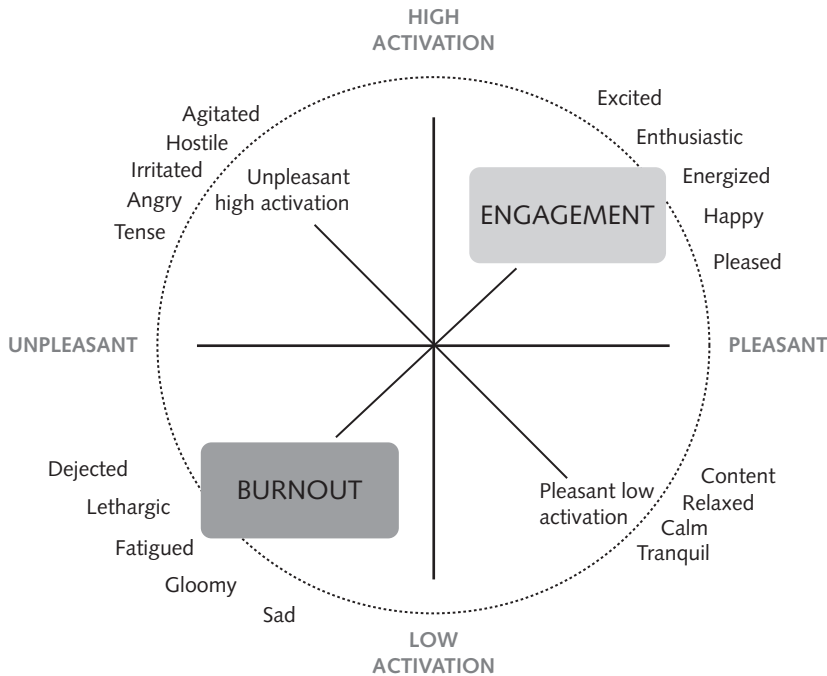 HIGH
ACTIVATION
Excited
Agitated
Enthusiastic
Hostile
Irritated
Energized
Unpleasant
high activation
Angry
ENGAGEMENT
Happy
Tense
Pleased
UNPLEASANT
PLEASANT
Dejected
Content
Lethargic
BURNOUT
Pleasant low
activation
Relaxed
Calm
Fatigued
Tranquil
Gloomy
Sad
LOW
ACTIVATION